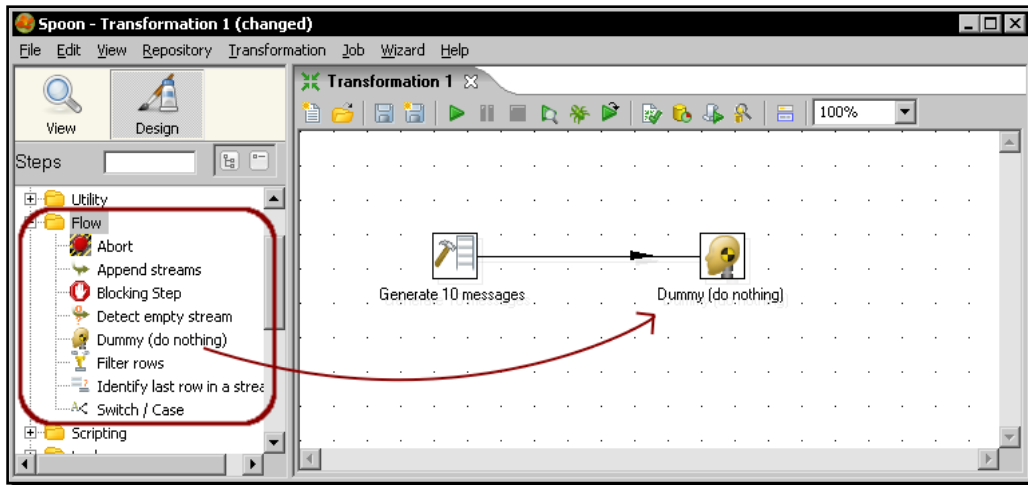 Spoon - Transformation 1 (changed)
File Edit View Repository Transformation Job Wizard Help
View
Design
Transformation 1
100%
Steps
Utility
Flow
Abort
Append streams
Blocking Step
Detect empty stream
Dummy (do nothing)
Filter rows
Identify last row in a strea
Switch / Case
Scripting
Generate 10 messages
Dummy (do nothing)